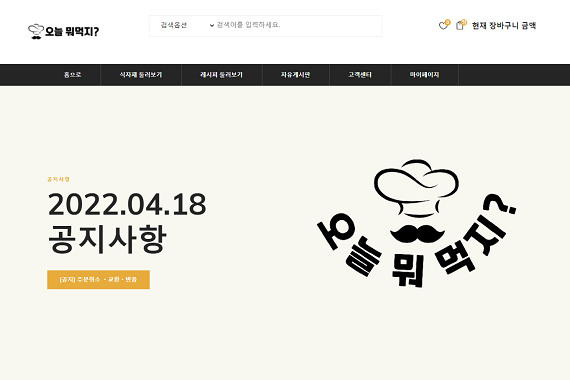 오늘 뭐먹지?
검색옵션
검색어를 입력하세요.
현재 장바구니 금액
홈으로
식자재 둘러보기
레시피 둘러보기
자유게시판
고객센터
마이페이지
공지사항
2022.04.18
공지사항
[공지] 주문취소 · 교환 · 반품
오늘 뭐 먹지?